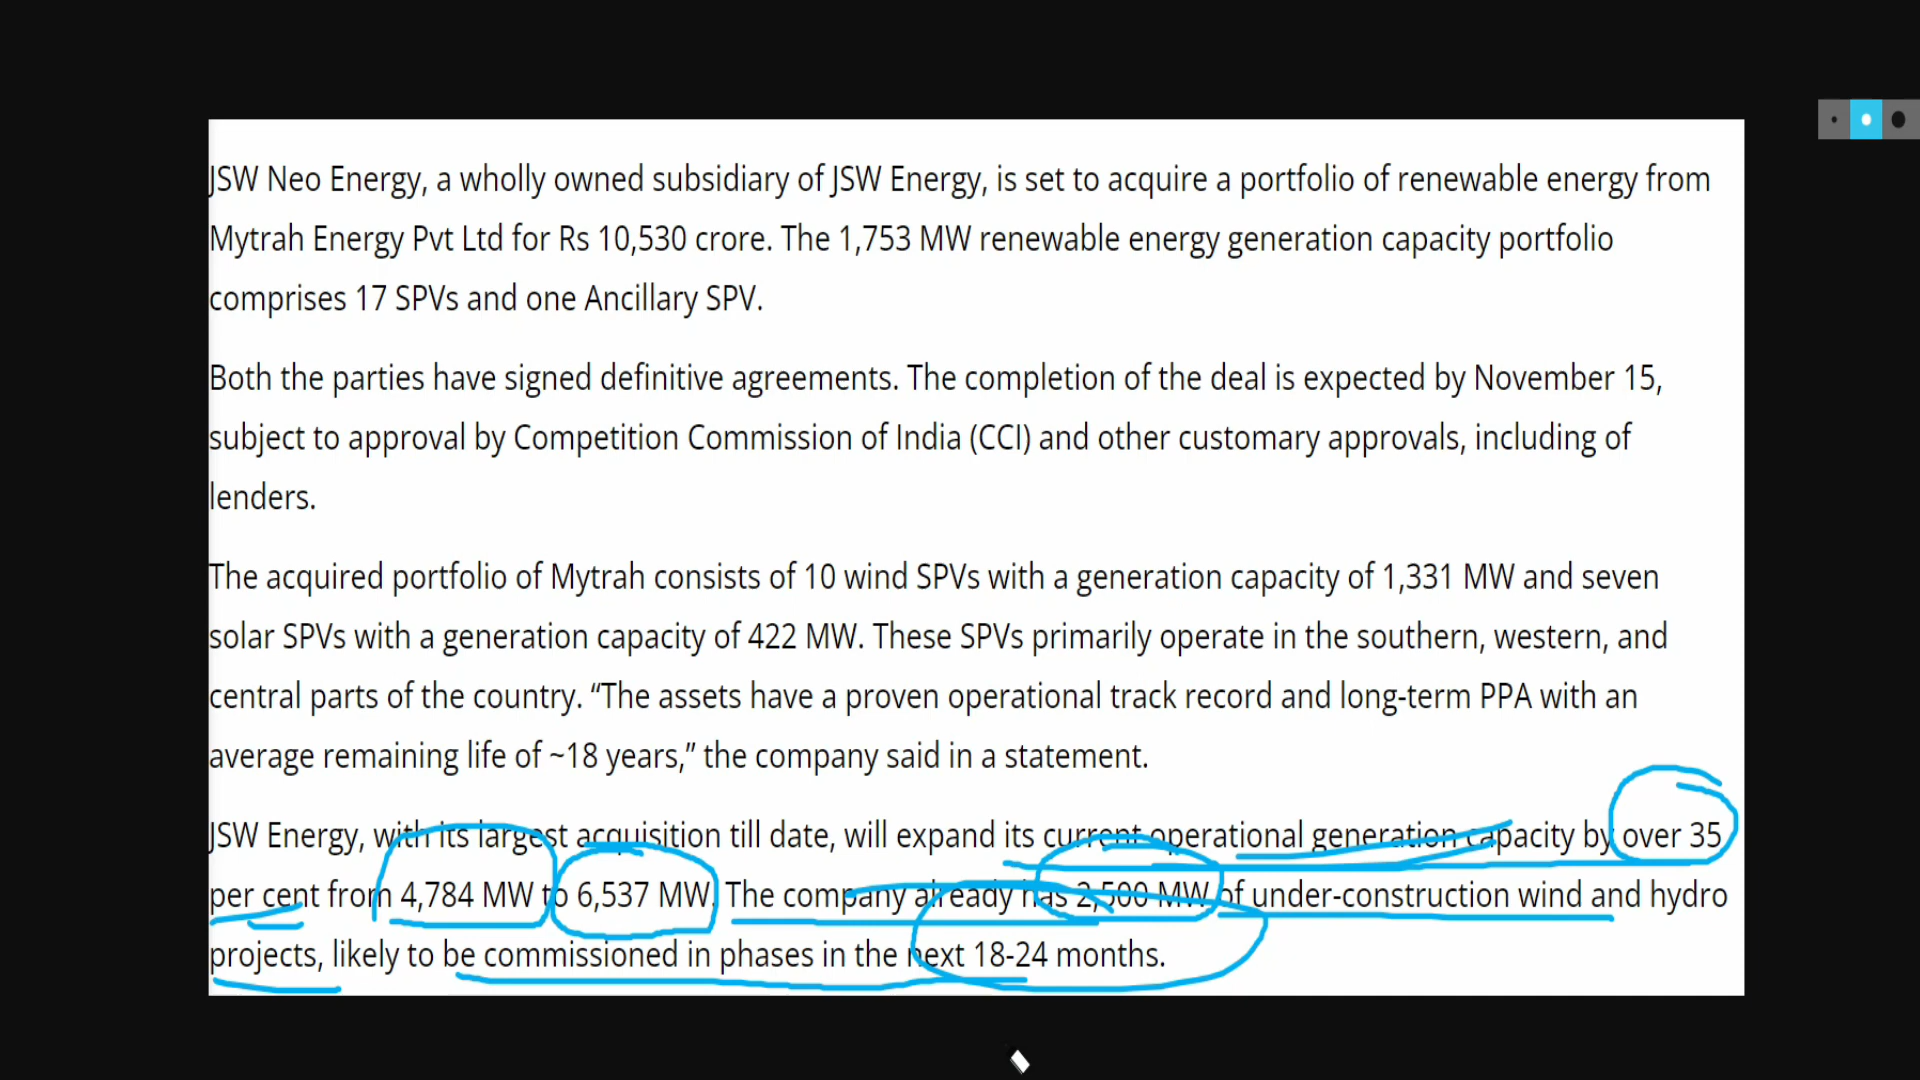 JSW Neo Energy, a wholly owned subsidiary of JSW Energy, is set to acquire a portfolio of renewable energy from
Mytrah Energy Pvt Ltd for Rs 10,530 crore. The 1,753 MW renewable energy generation capacity portfolio
comprises 17 SPVs and one Ancillary SPV.
Both the parties have signed definitive agreements. The completion of the deal is expected by November 15,
subject to approval by Competition Commission of India (CCI) and other customary approvals, including of
lenders.
The acquired portfolio of Mytrah consists of 10 wind SPVs with a generation capacity of 1,331 MW and seven
solar SPVs with a generation capacity of 422 MW. These SPVs primarily operate in the southern, western, and
central parts of the country. “The assets have a proven operational track record and long-term PPA with an
average remaining life of ~18 years,” the company said in a statement.
JSW Energy, with its largest acquisition till date, will expand its current operational generation capacity by over 35
per cent from 4,784 MW to 6,537 MW. The company already has 2,500 MW of under-construction wind and hydro
projects, likely to be commissioned in phases in the next 18-24 months.